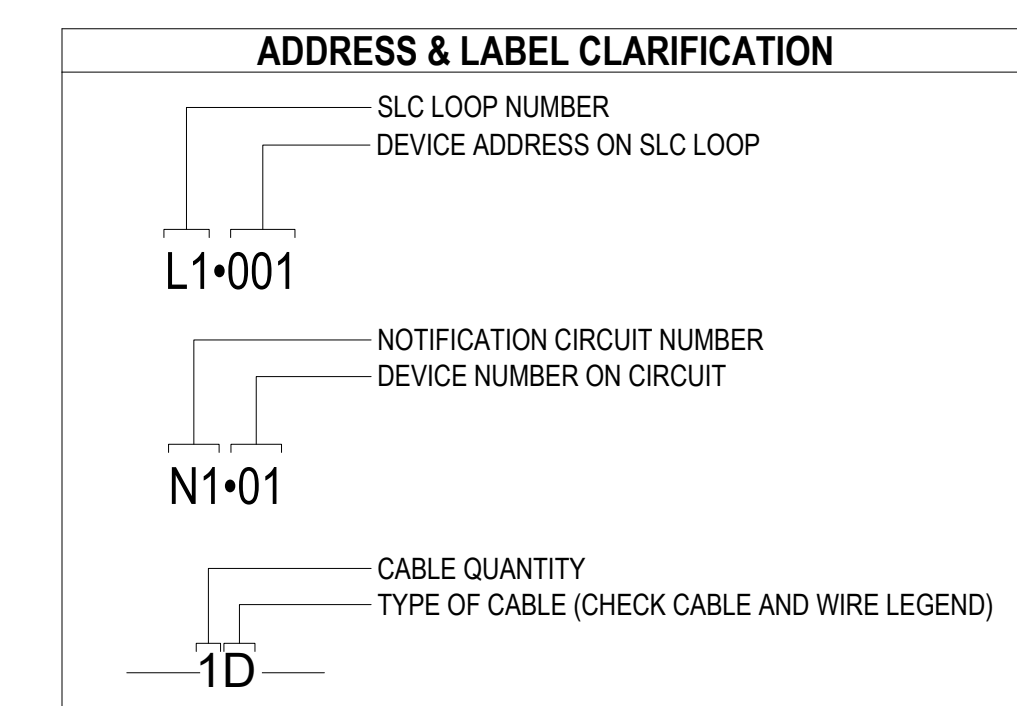 ADDRESS & LABEL CLARIFICATION
SLC LOOP NUMBER
DEVICE ADDRESS ON SLC LOOP
L1•001
NOTIFICATION CIRCUIT NUMBER
DEVICE NUMBER ON CIRCUIT
N1•01
CABLE QUANTITY
TYPE OF CABLE (CHECK CABLE AND WIRE LEGEND)
1D